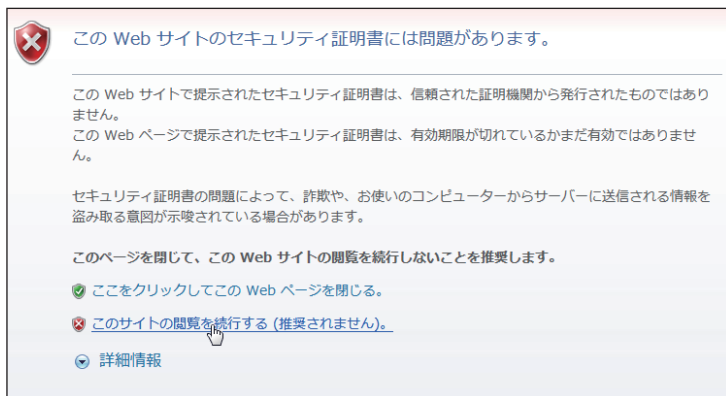 この Web サイトのセキュリティ証明書には問題があります。
この Web サイトで提示されたセキュリティ証明書は、信頼された証明機関から発行されたものではあり
ません。
この Web ページで提示されたセキュリティ証明書は、有効期限が切れているかまだ有効ではありませ
ん。
セキュリティ証明書の問題によって、詐欺や、お使いのコンピューターからサーバーに送信される情報を
盗み取る意図が示唆されている場合があります。
このページを閉じて、この Web サイトの閲覧を続行しないことを推奨します。
ここをクリックしてこの Web ページを閉じる。
このサイトの閲覧を続行する (推奨されません)。
詳細情報